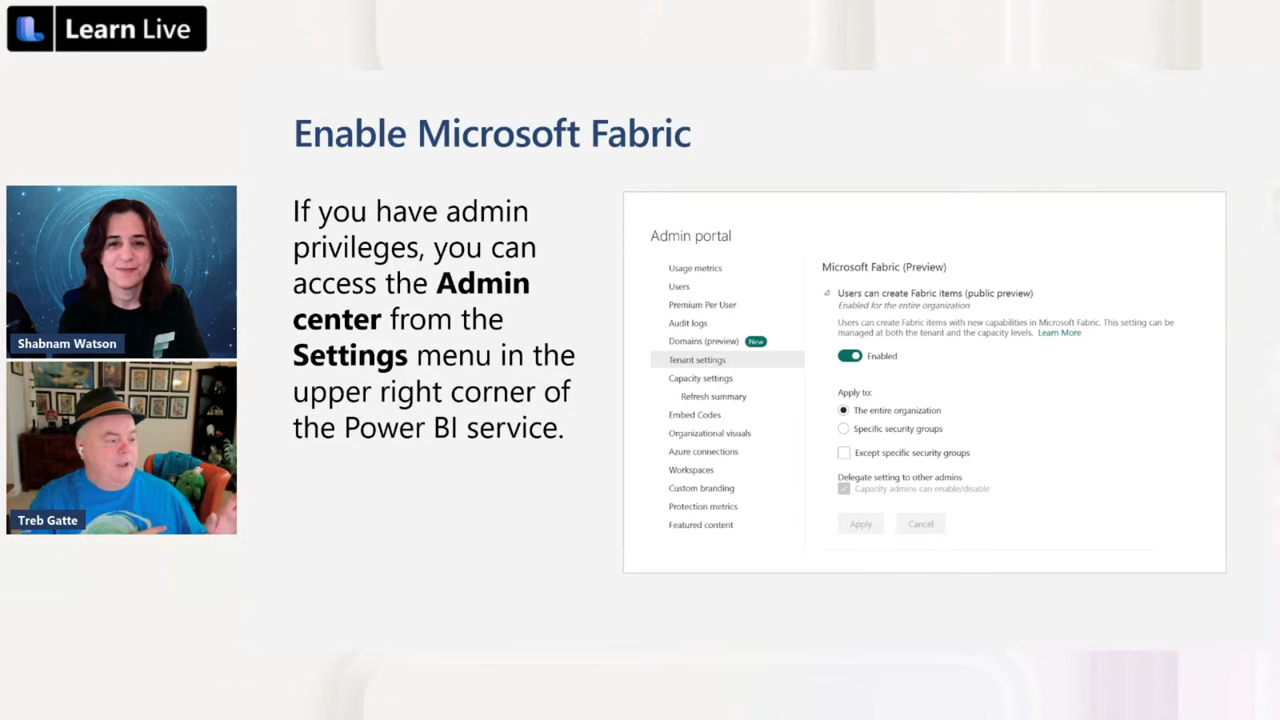 Learn Live
Enable Microsoft Fabric
If you have admin
privileges, you can
access the Admin
center from the
Settings menu in the
upper right corner of
the Power BI service.
Shabnam Watson
Treb Gatte
Admin portal
Usage metrics
Users
Premium Per User
Audit logs
Domains (preview) New
Tenant settings
Capacity settings
Refresh summary
Embed Codes
Organizational visuals
Azure connections
Workspaces
Custom branding
Protection metrics
Featured content
Microsoft Fabric (Preview)
Users can create Fabric items (public preview)
Enabled for the entire organization
Users can create Fabric items with new capabilities in Microsoft Fabric. This setting can be
managed at both the tenant and the capacity levels. Learn More
Enabled
Apply to:
The entire organization
Specific security groups
Except specific security groups
Delegate setting to other admins
Capacity admins can enable/disable
Apply Cancel